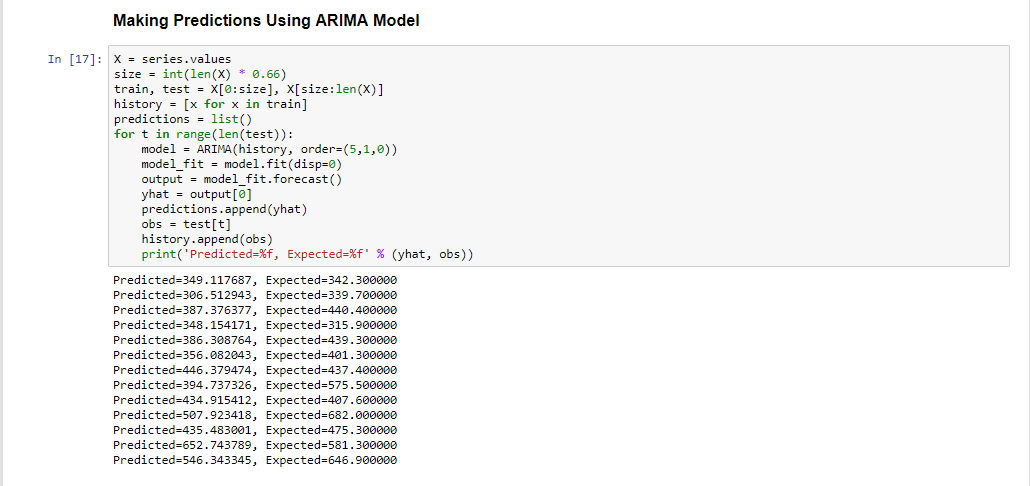 Making Predictions Using ARIMA Model
In [17]: X = series.values
size = int(len(X) * 0.66)
train, test = X[0:size], X[size:len(X)]
history = [x for x in train]
predictions = list()
for t in range(len(test)):
    model = ARIMA(history, order=(5,1,0))
    model_fit = model.fit(disp=0)
    output = model_fit.forecast()
    yhat = output[0]
    predictions.append(yhat)
    obs = test[t]
    history.append(obs)
    print('Predicted=%f, Expected=%f' % (yhat, obs))
Predicted=349.117687, Expected=342.300000
Predicted=306.512943, Expected=339.700000
Predicted=387.376377, Expected=440.400000
Predicted=348.154171, Expected=315.900000
Predicted=386.308764, Expected=439.300000
Predicted=356.082043, Expected=401.300000
Predicted=446.379474, Expected=437.400000
Predicted=394.737326, Expected=575.500000
Predicted=434.915412, Expected=407.600000
Predicted=507.923418, Expected=682.000000
Predicted=435.483001, Expected=475.300000
Predicted=652.743789, Expected=581.300000
Predicted=546.343345, Expected=646.900000